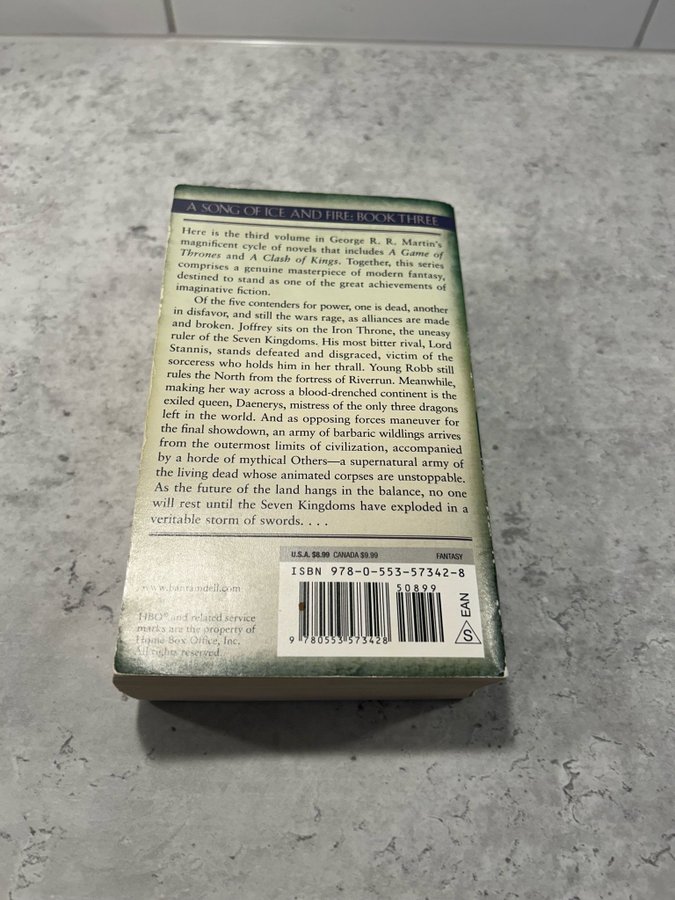 A SONG OF ICE AND FIRE: BOOK THREE
Here is the third volume in George R. R. Martin's
magnificent cycle of novels that includes A Game of
Thrones and A Clash of Kings. Together, this series
comprises a genuine masterpiece of modern fantasy,
destined to stand as one of the great achievements of
imaginative fiction.
Of the five contenders for power, one is dead, another
in disfavor, and still the wars rage, as alliances are made
and broken. Joffrey sits on the Iron Throne, the uneasy
ruler of the Seven Kingdoms. His most bitter rival, Lord
Stannis, stands defeated and disgraced, victim of the
sorceress who holds him in her thrall. Young Robb still
rules the North from the fortress of Riverrun. Meanwhile,
making her way across a blood-drenched continent is the
exiled queen, Daenerys, mistress of the only three dragons
left in the world. And as opposing forces maneuver for
the final showdown, an army of barbaric wildlings arrives
from the outermost limits of civilization, accompanied
by a horde of mythical Others—a supernatural army of
the living dead whose animated corpses are unstoppable.
As the future of the land hangs in the balance, no one
will rest until the Seven Kingdoms have exploded in a
veritable storm of swords. . . .
U.S.A. $8.99 CANADA $9.99 FANTASY
ISBN 978-0-553-57342-8
50899
9 780553 573428
S EAN
www.bantamdell.com
HBO® and related service
marks are the property of
Home Box Office, Inc.
All rights reserved.